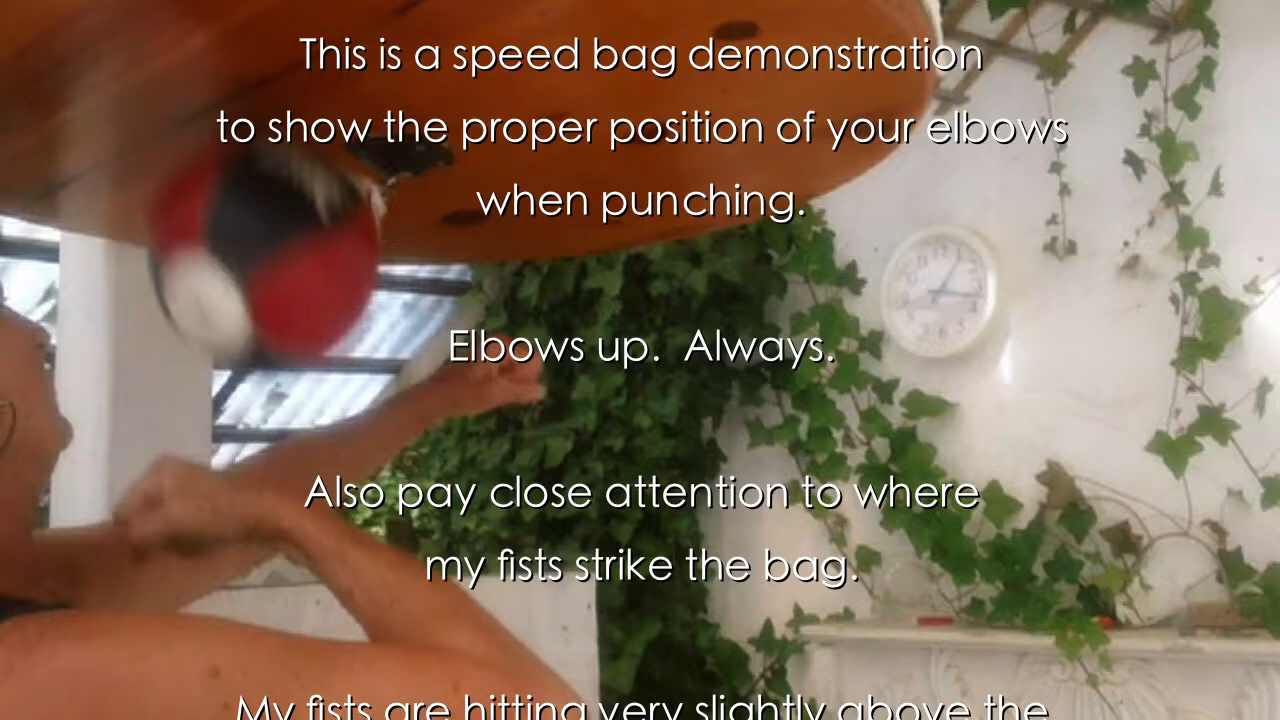 This is a speed bag demonstration
to show the proper position of your elbows
when punching.
Elbows up.  Always.
Also pay close attention to where
my fists strike the bag.
My fists are hitting very slightly above the